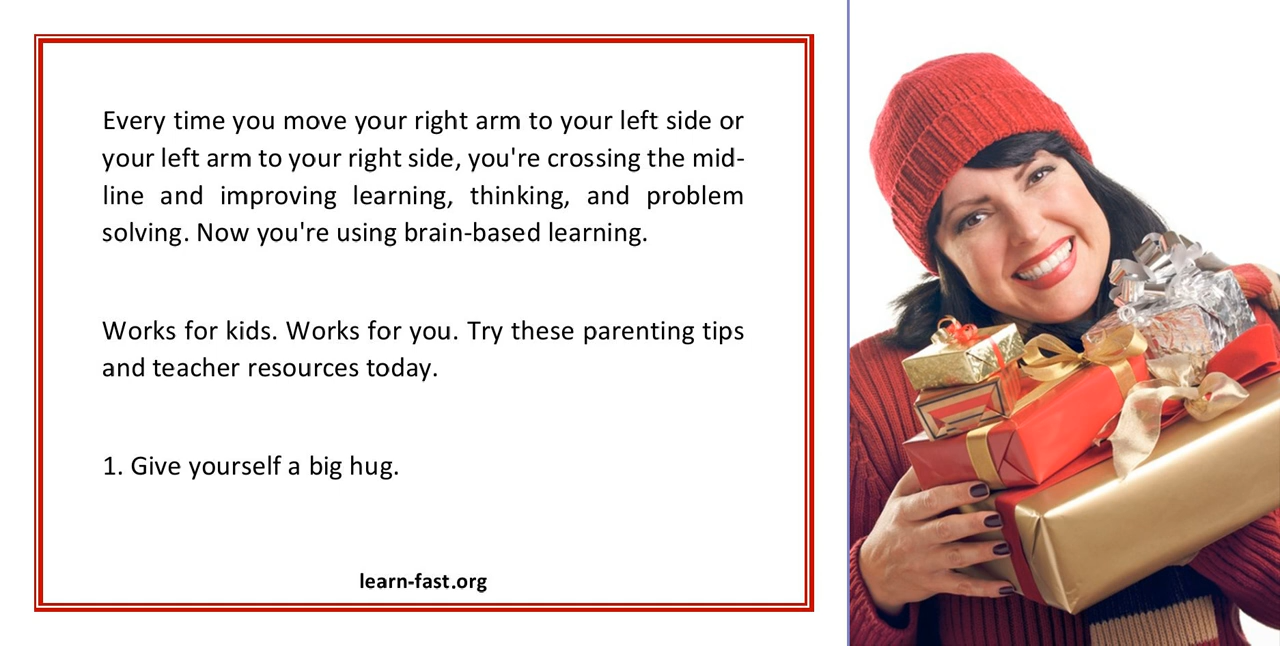 Every time you move your right arm to your left side or
your left arm to your right side, you're crossing the mid-
line and improving learning, thinking, and problem
solving. Now you're using brain-based learning.
Works for kids. Works for you. Try these parenting tips
and teacher resources today.
1. Give yourself a big hug.
learn-fast.org